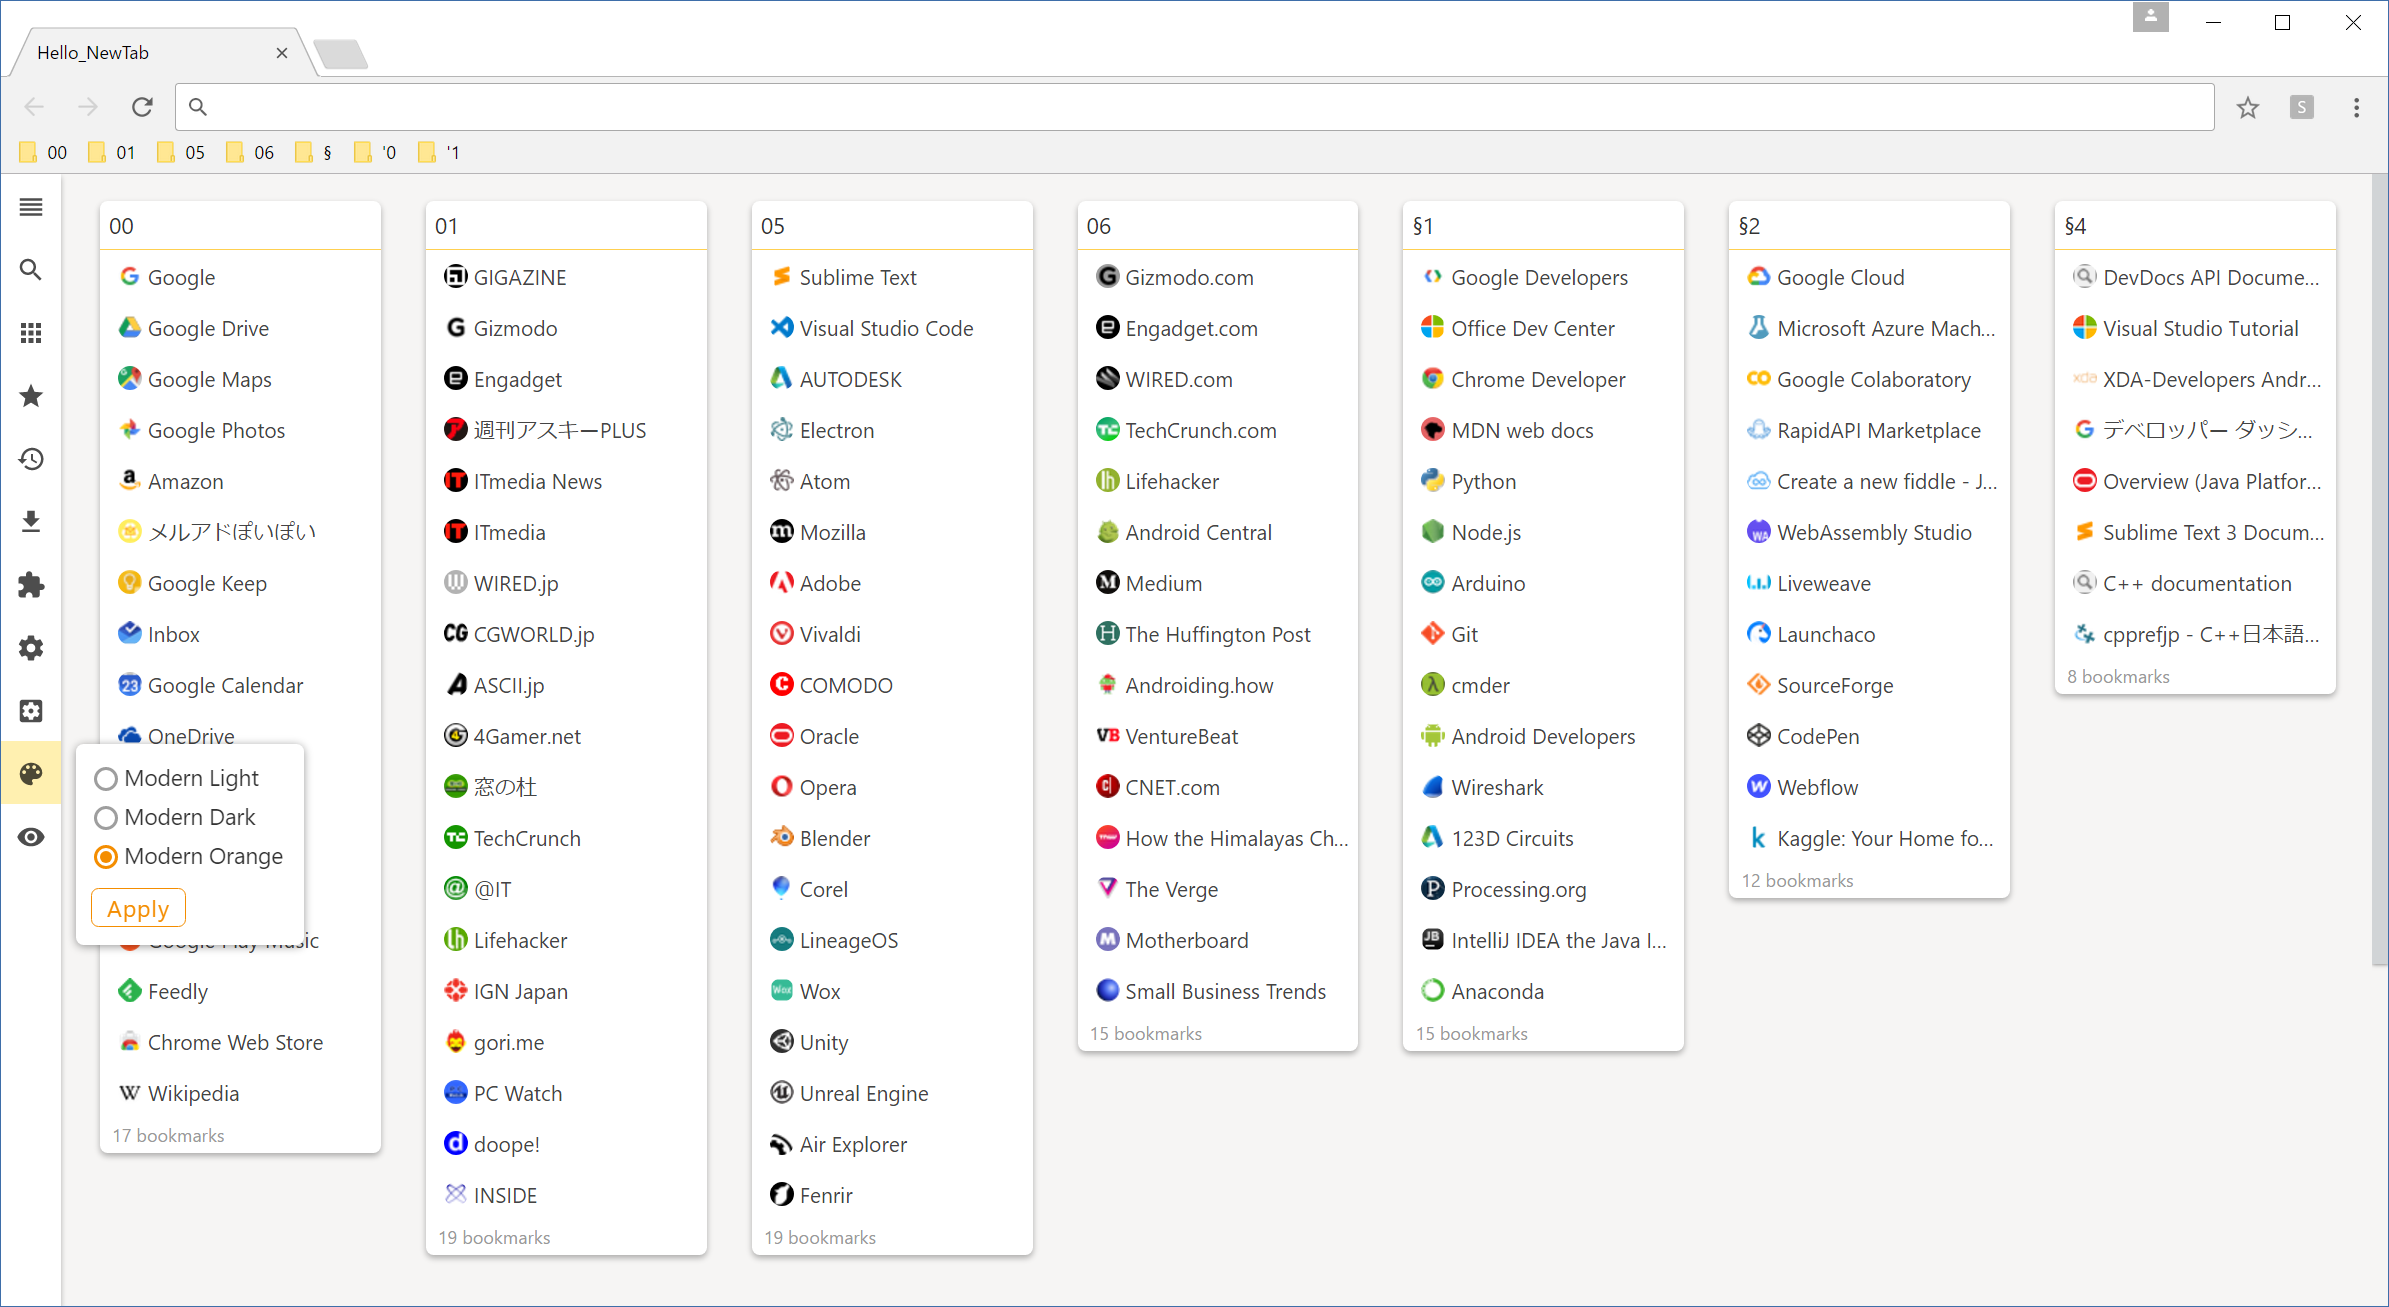 Hello_NewTab
S
00
01
05
06
§
'0
'1
00
Google
Google Drive
Google Maps
Google Photos
Amazon
メルアドぽいぽい
Google Keep
Inbox
23 Google Calendar
OneDrive
Modern Light
Modern Dark
Modern Orange
Apply
Google Play Music
Feedly
Chrome Web Store
Wikipedia
17 bookmarks
01
GIGAZINE
Gizmodo
Engadget
週刊アスキーPLUS
ITmedia News
ITmedia
WIRED.jp
CGWORLD.jp
ASCII.jp
4Gamer.net
窓の杜
TechCrunch
@IT
Lifehacker
IGN Japan
gori.me
PC Watch
doope!
INSIDE
19 bookmarks
05
Sublime Text
Visual Studio Code
AUTODESK
Electron
Atom
Mozilla
Adobe
Vivaldi
COMODO
Oracle
Opera
Blender
Corel
LineageOS
Wox
Unity
Unreal Engine
Air Explorer
Fenrir
19 bookmarks
06
Gizmodo.com
Engadget.com
WIRED.com
TechCrunch.com
Lifehacker
Android Central
Medium
The Huffington Post
Androiding.how
VentureBeat
CNET.com
How the Himalayas Ch...
The Verge
Motherboard
Small Business Trends
15 bookmarks
§1
Google Developers
Office Dev Center
Chrome Developer
MDN web docs
Python
Node.js
Arduino
Git
cmder
Android Developers
Wireshark
123D Circuits
Processing.org
IntelliJ IDEA the Java I...
Anaconda
15 bookmarks
§2
Google Cloud
Microsoft Azure Mach...
Google Colaboratory
RapidAPI Marketplace
Create a new fiddle - J...
WebAssembly Studio
Liveweave
Launchaco
SourceForge
CodePen
Webflow
Kaggle: Your Home fo...
12 bookmarks
§4
DevDocs API Docume...
Visual Studio Tutorial
XDA-Developers Andr...
デベロッパー ダッシ...
Overview (Java Platfor...
Sublime Text 3 Docum...
C++ documentation
cpprefjp - C++日本語...
8 bookmarks